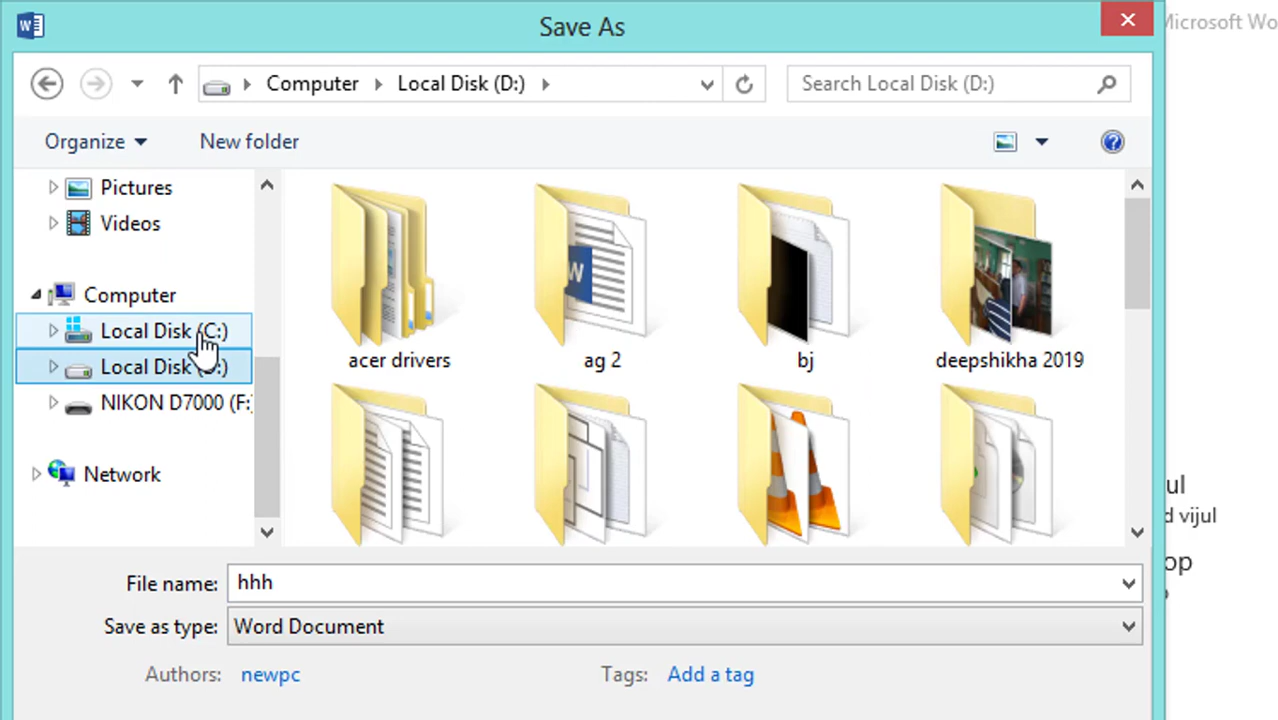 Save As
Microsoft Wo
Computer Local Disk (D:)
Search Local Disk (D:)
Organize
New folder
Pictures
Videos
Computer
Local Disk (C:)
Local Disk (D:)
NIKON D7000 (F:)
Network
acer drivers
ag 2
bj
deepshikha 2019
W
ul
d vijul
op
File name: hhh
Save as type: Word Document
Authors: newpc
Tags: Add a tag